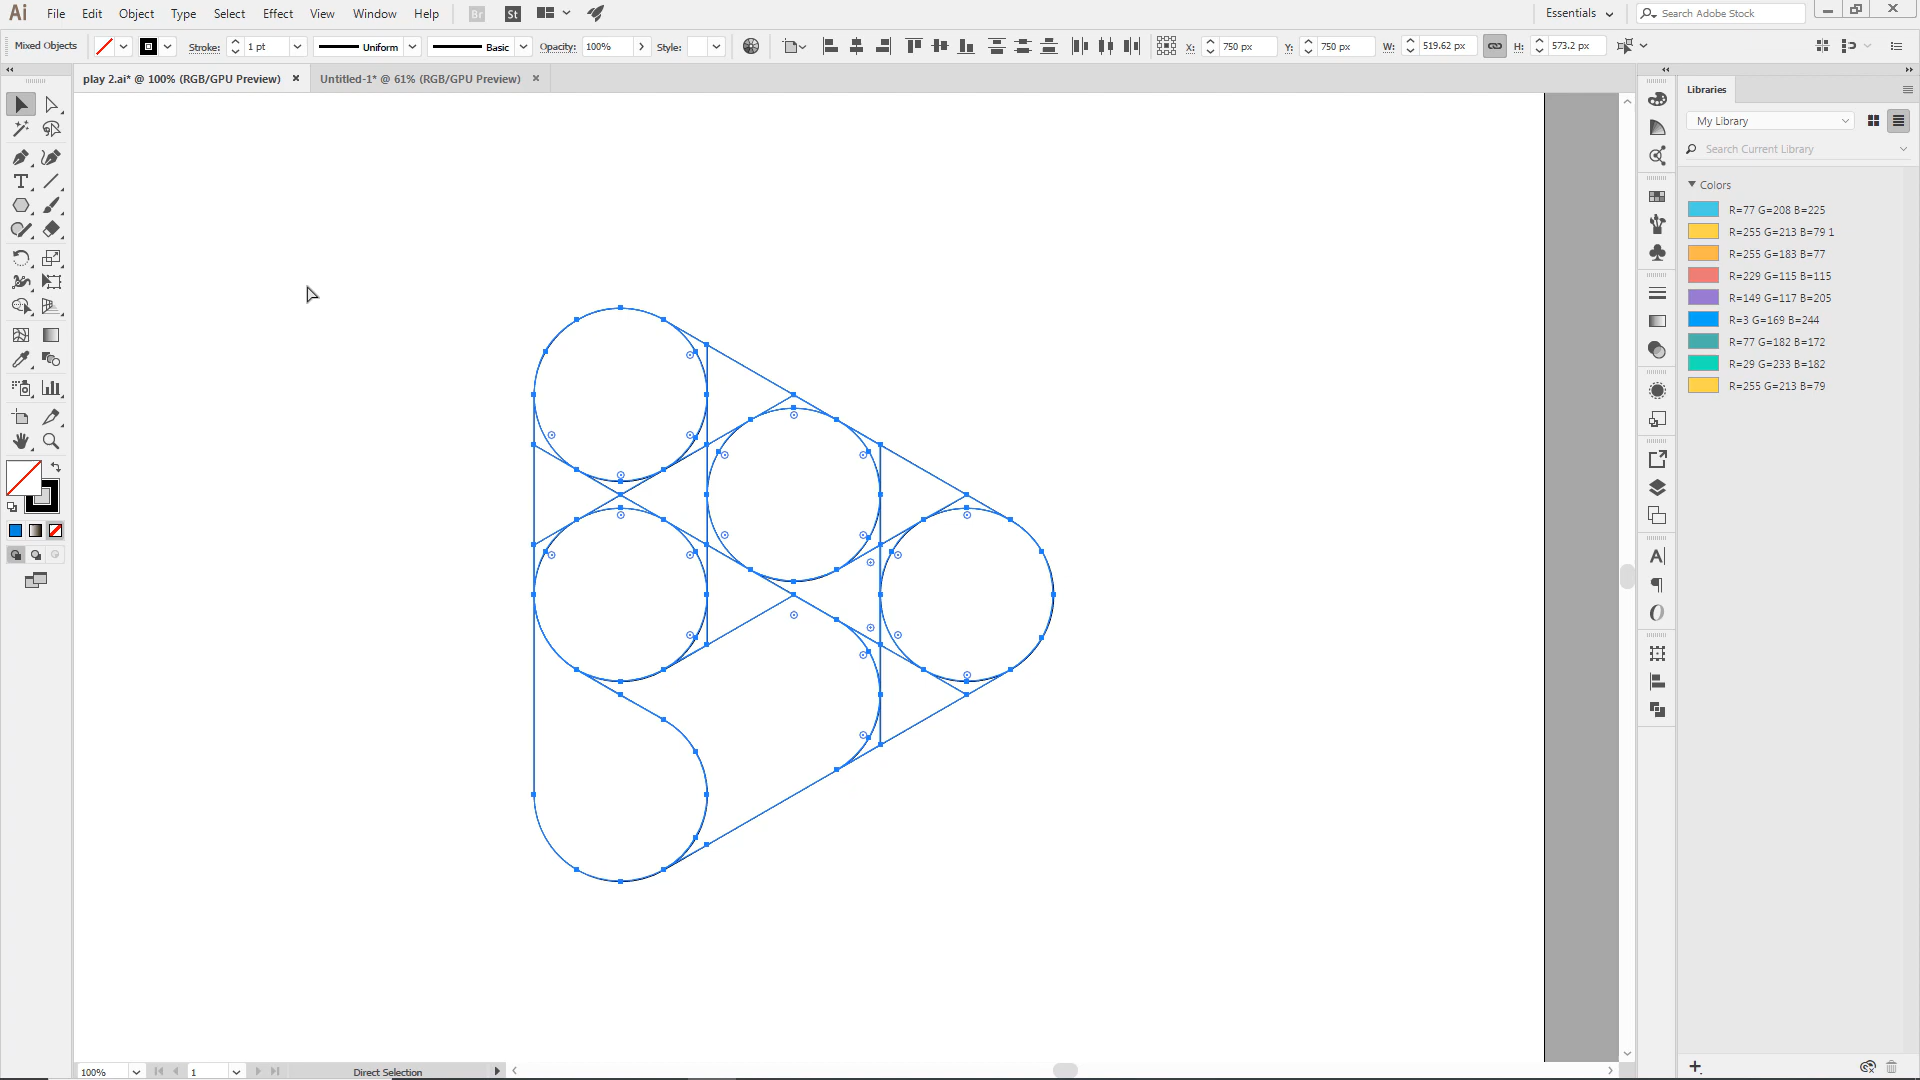 Ai File Edit Object Type Select Effect View Window Help Br St Essentials Search Adobe Stock
Mixed Objects Stroke: 1 pt Uniform Basic Opacity: 100% Style: X: 750 px Y: 750 px W: 519.62 px H: 573.2 px
play 2.ai* @ 100% (RGB/GPU Preview) × Untitled-1* @ 61% (RGB/GPU Preview) ×
Libraries
My Library
Search Current Library
Colors
R=77 G=208 B=225
R=255 G=213 B=79 1
R=255 G=183 B=77
R=229 G=115 B=115
R=149 G=117 B=205
R=3 G=169 B=244
R=77 G=182 B=172
R=29 G=233 B=182
R=255 G=213 B=79
100% 1 Direct Selection